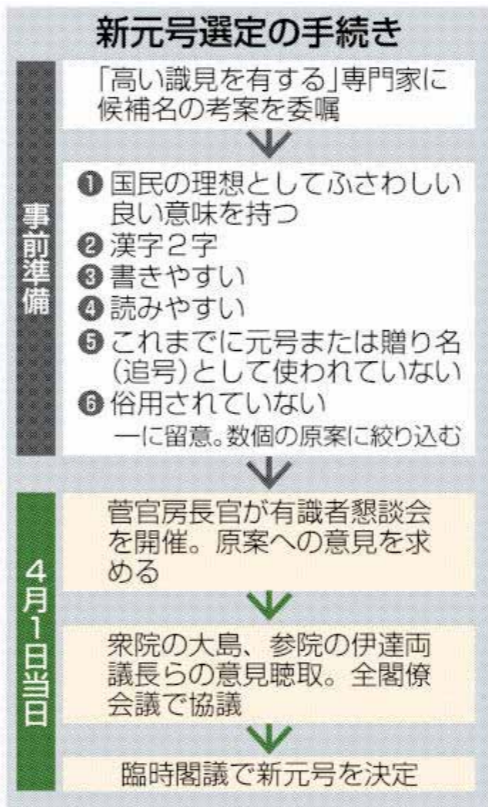 新元号選定の手続き
事前準備
「高い識見を有する」専門家に
候補名の考案を委嘱
❶国民の理想としてふさわしい
良い意味を持つ
❷漢字2字
❸書きやすい
❹読みやすい
❺これまでに元号または贈り名
(追号)として使われていない
❻俗用されていない
―に留意。数個の原案に絞り込む
4月1日当日
菅官房長官が有識者懇談会
を開催。原案への意見を求
める
衆院の大島、参院の伊達両
議長らの意見聴取。全閣僚
会議で協議
臨時閣議で新元号を決定